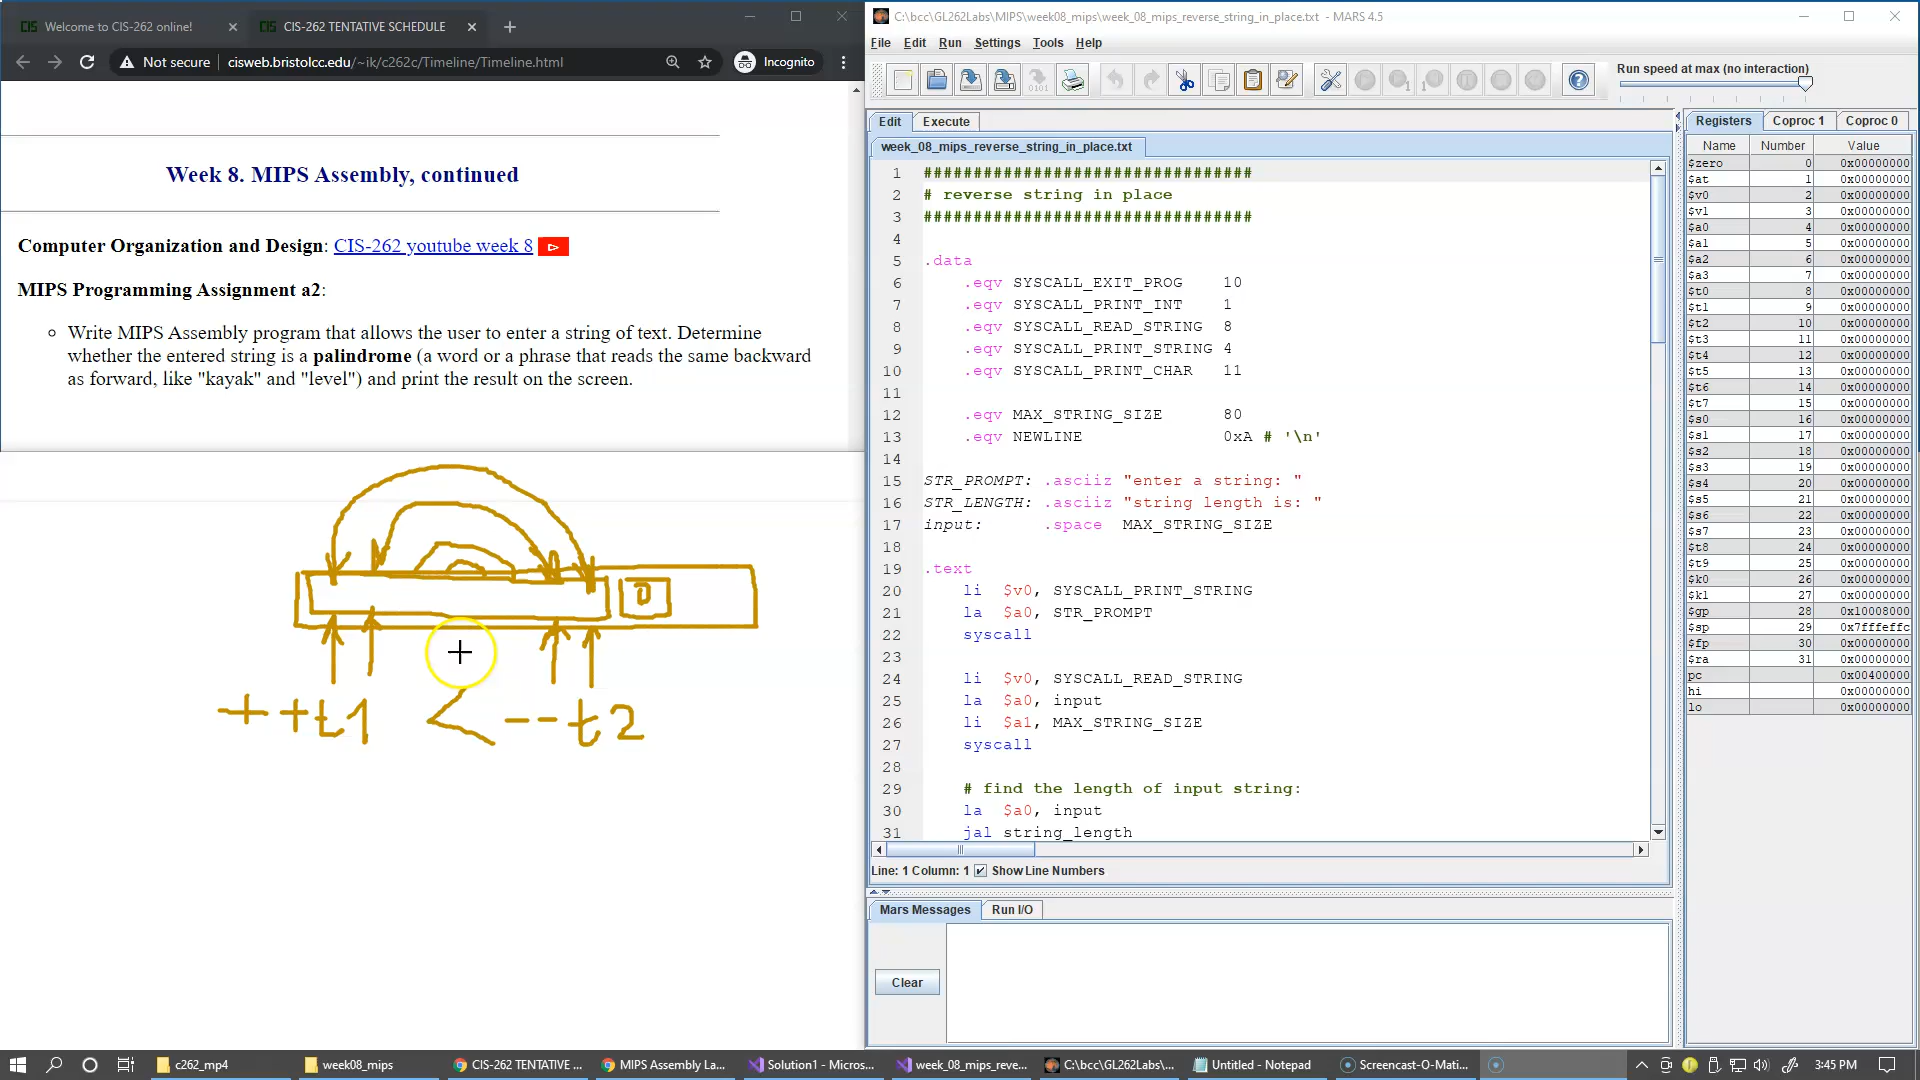 Welcome to CIS-262 online!
CIS-262 TENTATIVE SCHEDULE
Not secure
cisweb.bristolcc.edu/~ik/c262c/Timeline/Timeline.html
Incognito
Week 8. MIPS Assembly, continued
Computer Organization and Design: CIS-262 youtube week 8
MIPS Programming Assignment a2:
Write MIPS Assembly program that allows the user to enter a string of text. Determine
whether the entered string is a palindrome (a word or a phrase that reads the same backward
as forward, like "kayak" and "level") and print the result on the screen.
0
++t1 < --t2
C:\bcc\GL262Labs\MIPS\week08_mips\week_08_mips_reverse_string_in_place.txt - MARS 4.5
File Edit Run Settings Tools Help
Run speed at max (no interaction)
Edit Execute
week_08_mips_reverse_string_in_place.txt
1 #################################
2 # reverse string in place
3 #################################
4
5 .data
6 .eqv SYSCALL_EXIT_PROG 10
7 .eqv SYSCALL_PRINT_INT 1
8 .eqv SYSCALL_READ_STRING 8
9 .eqv SYSCALL_PRINT_STRING 4
10 .eqv SYSCALL_PRINT_CHAR 11
11
12 .eqv MAX_STRING_SIZE 80
13 .eqv NEWLINE 0xA # '\n'
14
15 STR_PROMPT: .asciiz "enter a string: "
16 STR_LENGTH: .asciiz "string length is: "
17 input: .space MAX_STRING_SIZE
18
19 .text
20 li $v0, SYSCALL_PRINT_STRING
21 la $a0, STR_PROMPT
22 syscall
23
24 li $v0, SYSCALL_READ_STRING
25 la $a0, input
26 li $a1, MAX_STRING_SIZE
27 syscall
28
29 # find the length of input string:
30 la $a0, input
31 jal string_length
Line: 1 Column: 1 Show Line Numbers
Mars Messages Run I/O
Clear
Registers Coproc 1 Coproc 0
Name Number Value
$zero 0 0x00000000
$at 1 0x00000000
$v0 2 0x00000000
$v1 3 0x00000000
$a0 4 0x00000000
$a1 5 0x00000000
$a2 6 0x00000000
$a3 7 0x00000000
$t0 8 0x00000000
$t1 9 0x00000000
$t2 10 0x00000000
$t3 11 0x00000000
$t4 12 0x00000000
$t5 13 0x00000000
$t6 14 0x00000000
$t7 15 0x00000000
$s0 16 0x00000000
$s1 17 0x00000000
$s2 18 0x00000000
$s3 19 0x00000000
$s4 20 0x00000000
$s5 21 0x00000000
$s6 22 0x00000000
$s7 23 0x00000000
$t8 24 0x00000000
$t9 25 0x00000000
$k0 26 0x00000000
$k1 27 0x00000000
$gp 28 0x10008000
$sp 29 0x7fffeffc
$fp 30 0x00000000
$ra 31 0x00000000
pc 0x00400000
hi 0x00000000
lo 0x00000000
c262_mp4
week08_mips
CIS-262 TENTATIVE ...
MIPS Assembly La...
Solution1 - Micros...
week_08_mips_reve...
C:\bcc\GL262Labs\...
Untitled - Notepad
Screencast-O-Mati...
3:45 PM